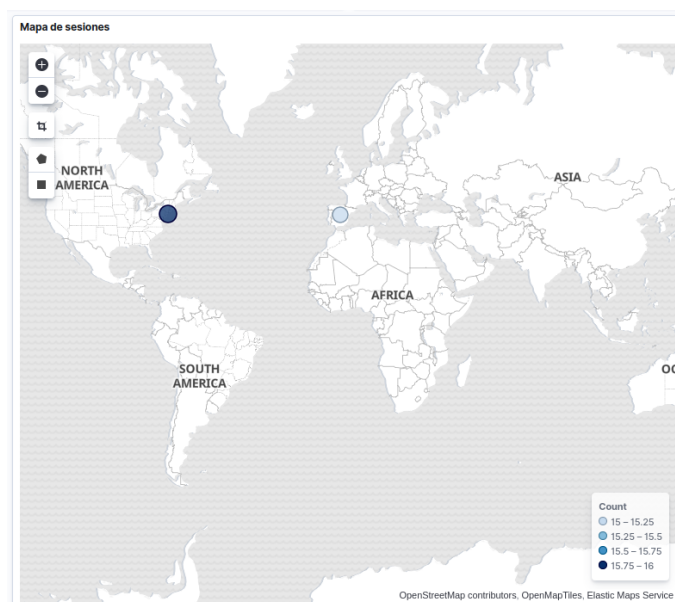 Mapa de sesiones
NORTH
AMERICA
ASIA
AFRICA
SOUTH
AMERICA
OC
Count
15 – 15.25
15.25 – 15.5
15.5 – 15.75
15.75 – 16
OpenStreetMap contributors, OpenMapTiles, Elastic Maps Service